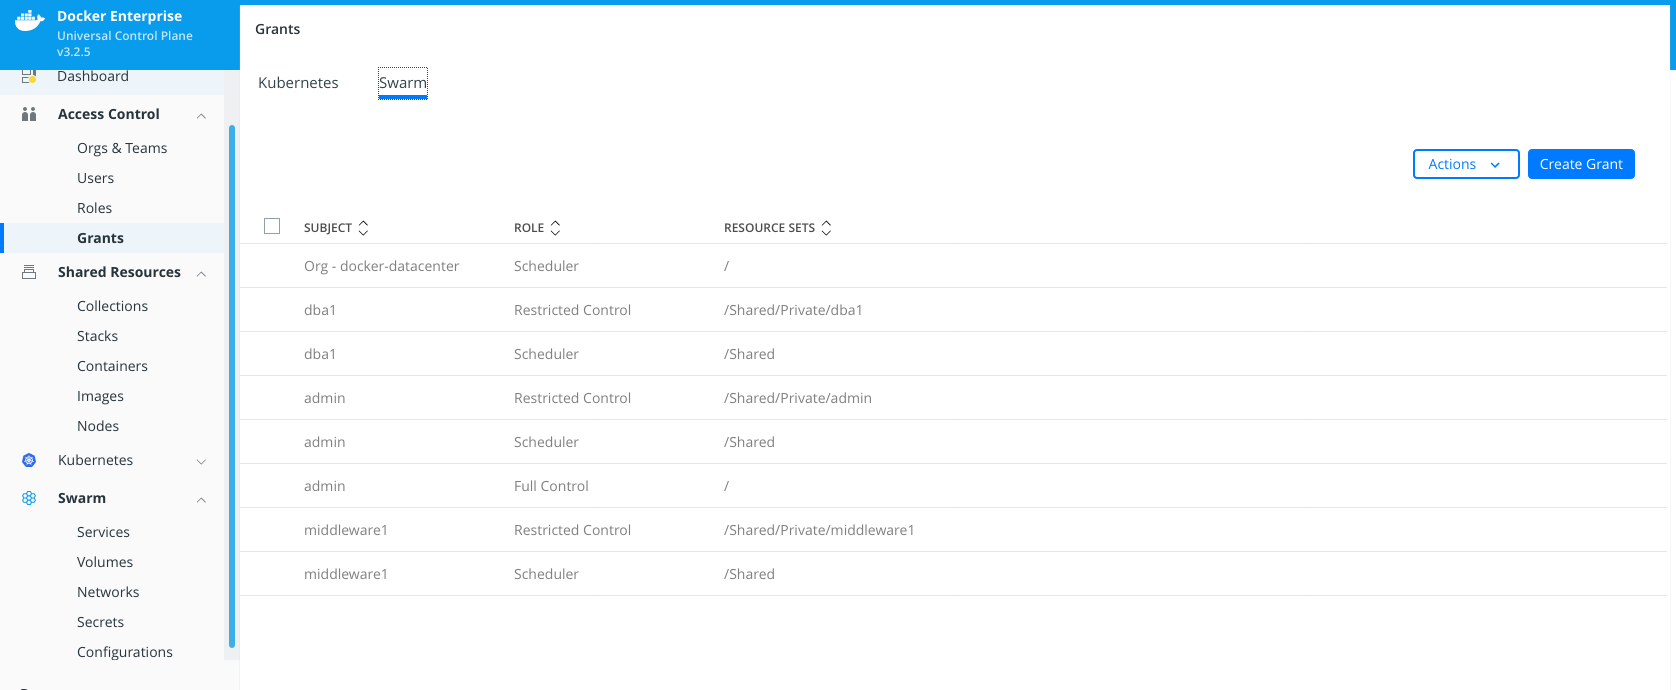 Docker Enterprise
Universal Control Plane
v3.2.5
Dashboard
Access Control
Orgs & Teams
Users
Roles
Grants
Shared Resources
Collections
Stacks
Containers
Images
Nodes
Kubernetes
Swarm
Services
Volumes
Networks
Secrets
Configurations
Grants
Kubernetes Swarm
Actions Create Grant
SUBJECT ROLE RESOURCE SETS
Org - docker-datacenter Scheduler /
dba1 Restricted Control /Shared/Private/dba1
dba1 Scheduler /Shared
admin Restricted Control /Shared/Private/admin
admin Scheduler /Shared
admin Full Control /
middleware1 Restricted Control /Shared/Private/middleware1
middleware1 Scheduler /Shared